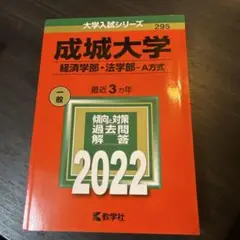 大学入試シリーズ
295
成城大学
経済学部・法学部-A方式
一般
最近3ヵ年
傾向と対策
過去問
解答
2022
教学社